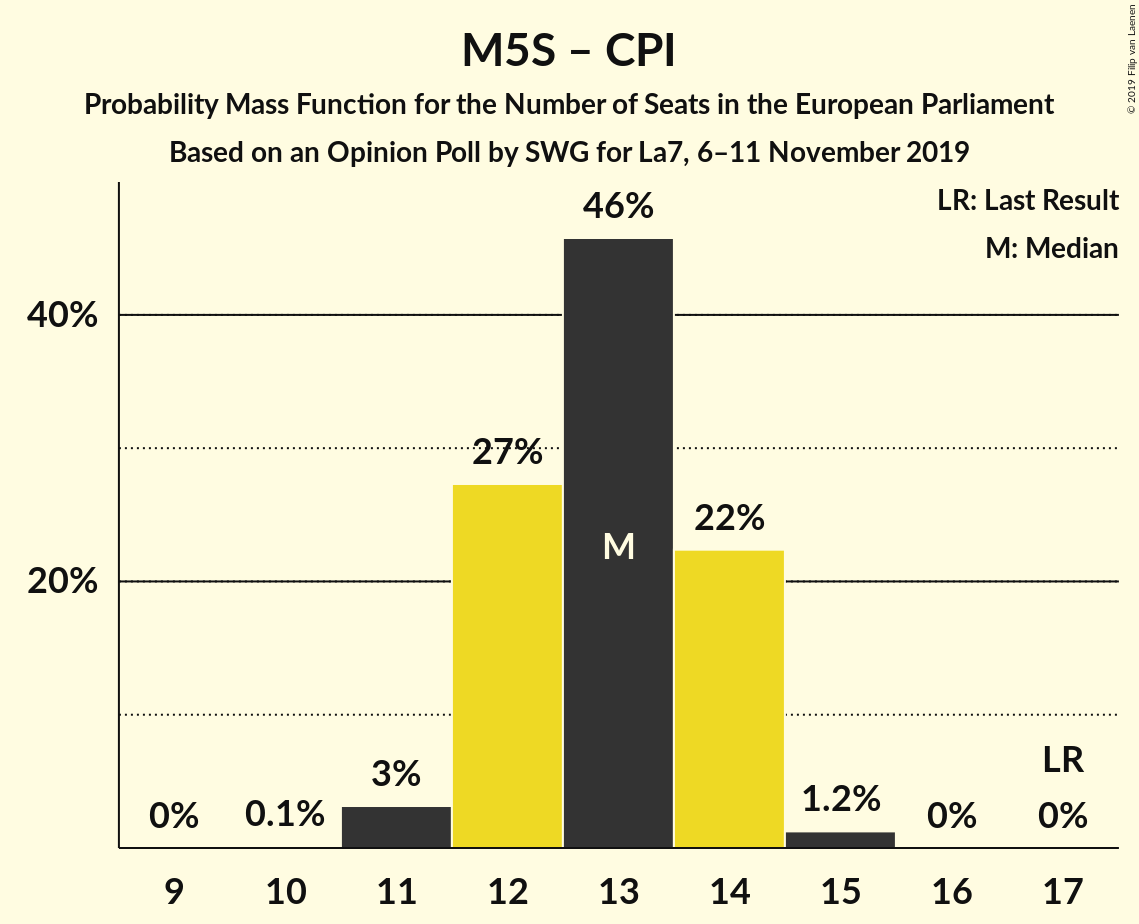 M5S – CPI
Probability Mass Function for the Number of Seats in the European Parliament
Based on an Opinion Poll by SWG for La7, 6–11 November 2019
© 2019 Filip van Laenen
LR: Last Result
M: Median
46%
40%
27%
22%
M
20%
LR
3%
1.2%
0%
0.1%
0%
0%
9 10 11 12 13 14 15 16 17